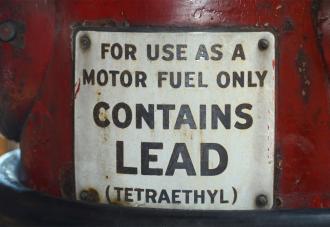 FOR USE AS A
MOTOR FUEL ONLY
CONTAINS
LEAD
(TETRAETHYL)